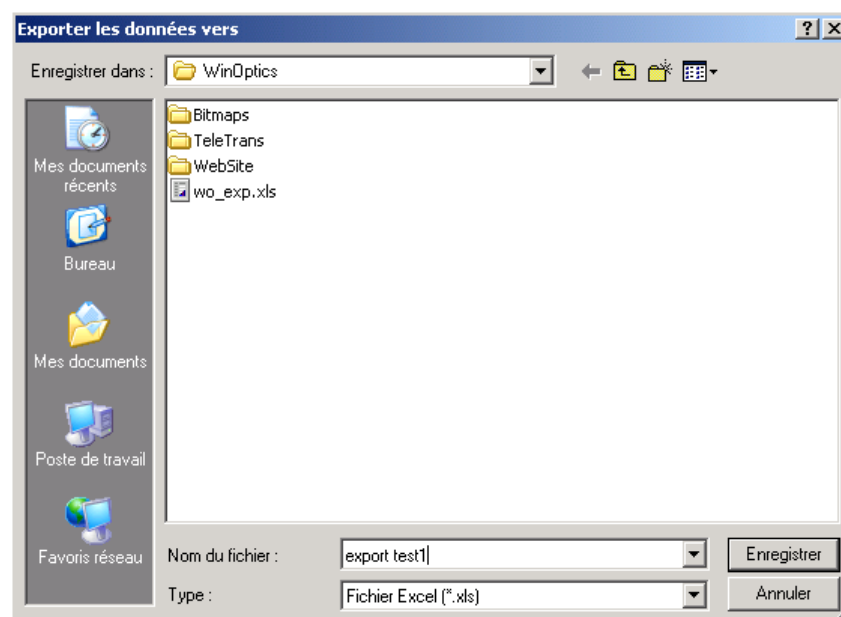 Exporter les données vers
Enregistrer dans :
WinOptics
Mes documents
récents
Bureau
Mes documents
Poste de travail
Favoris réseau
Bitmaps
TeleTrans
WebSite
wo_exp.xls
Nom du fichier :
export test1
Enregistrer
Type :
Fichier Excel (*.xls)
Annuler